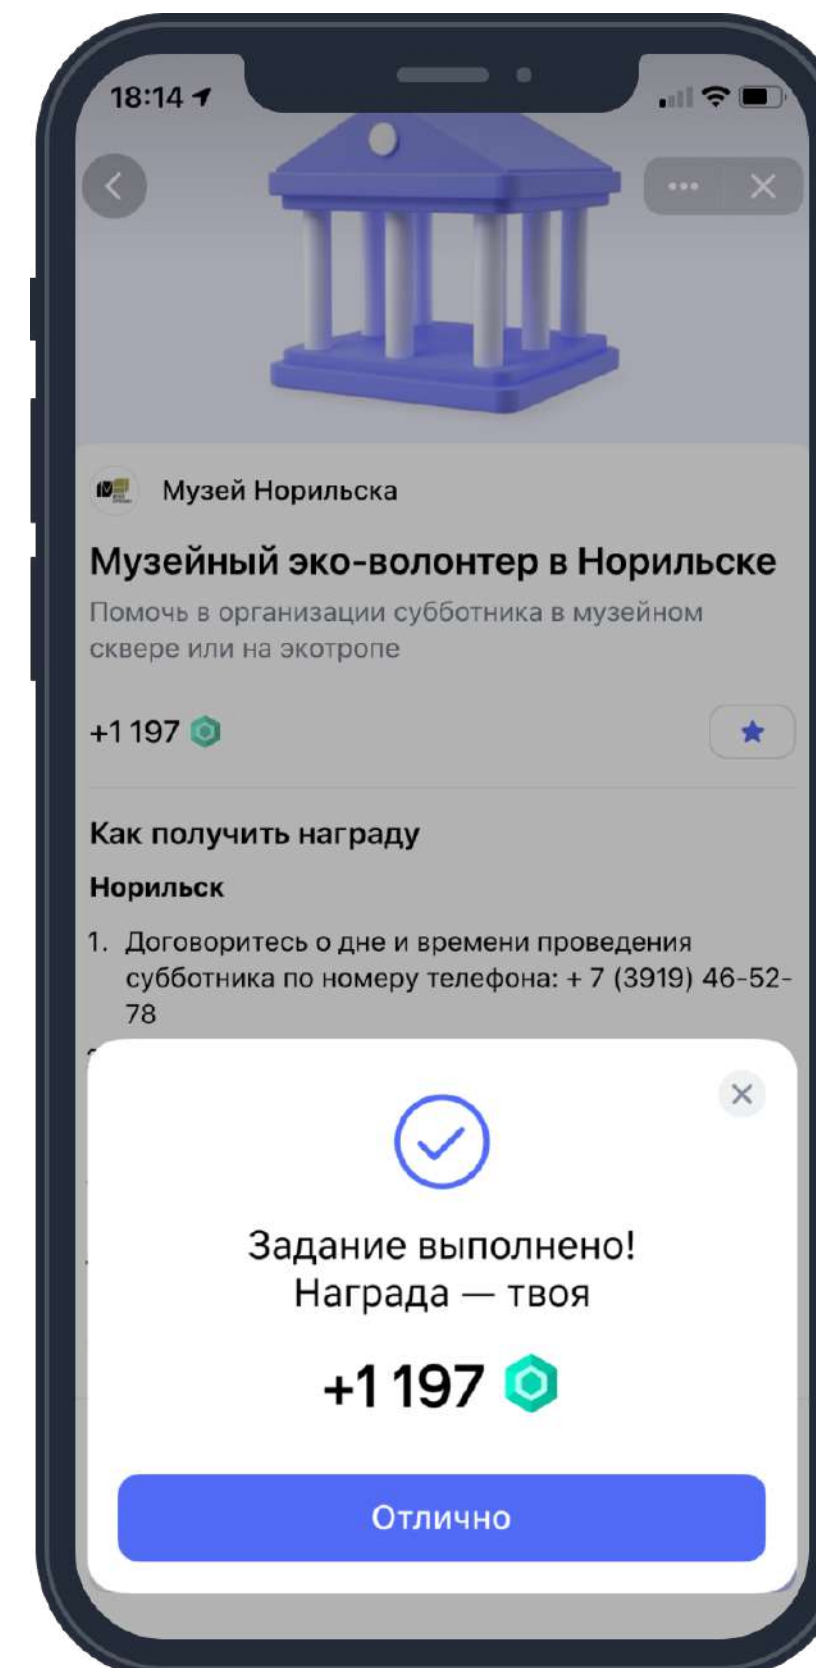 18:14
Музей Норильска
Музейный эко-волонтер в Норильске
Помочь в организации субботника в музейном
сквере или на экотропе
+1 197
Как получить награду
Норильск
1. Договоритесь о дне и времени проведения
субботника по номеру телефона: + 7 (3919) 46-52-
78
Задание выполнено!
Награда — твоя
+1 197
Отлично